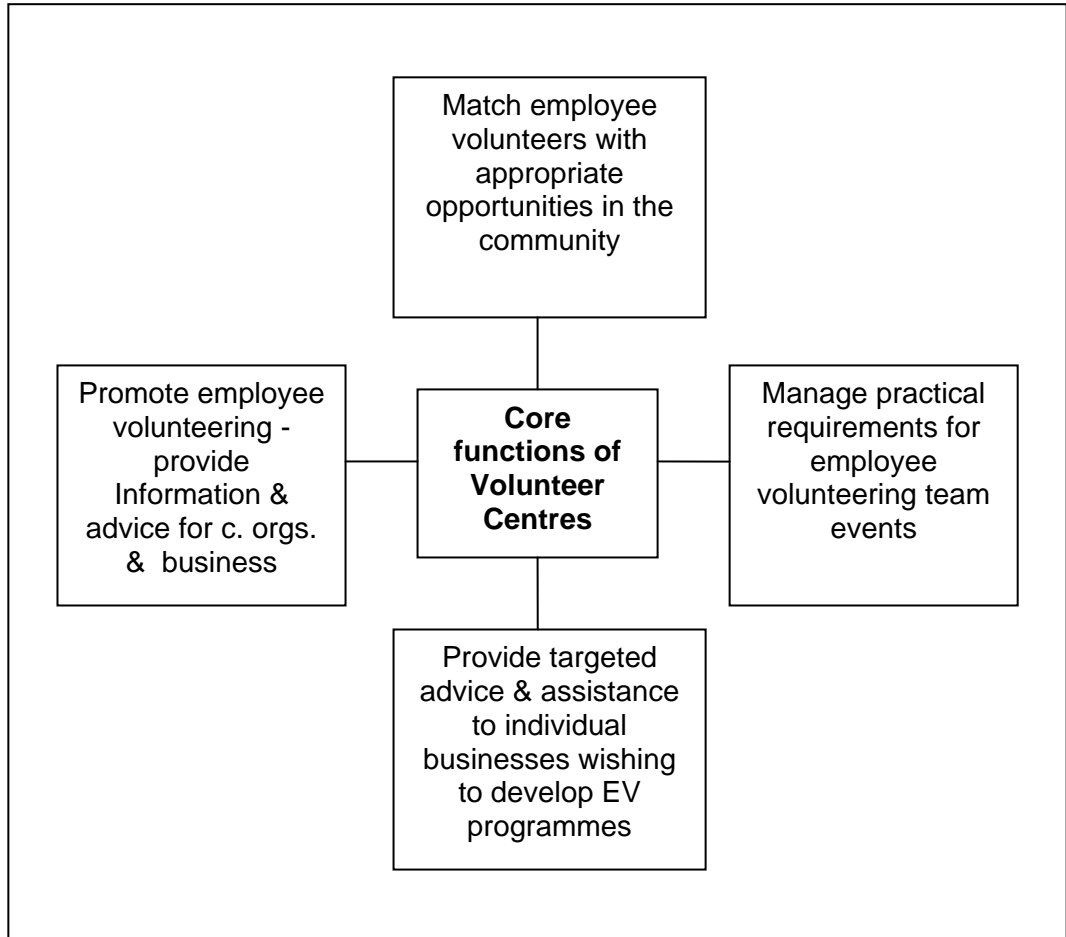 Match employee
volunteers with
appropriate
opportunities in the
community
Promote employee
volunteering -
provide
Information &
advice for c. orgs.
&  business
Core
functions of
Volunteer
Centres
Manage practical
requirements for
employee
volunteering team
events
Provide targeted
advice & assistance
to individual
businesses wishing
to develop EV
programmes